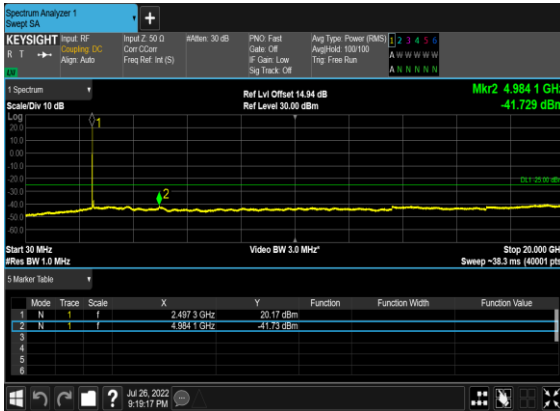 Spectrum Analyzer 1
Swept SA
KEYSIGHT Input: RF Input Z: 50 Ω #Atten: 30 dB PNO: Fast Avg Type: Power (RMS) 1 2 3 4 5 6
R T Coupling: DC Corr CCorr Gate: Off Avg|Hold: 100/100 A W W W W W
Align: Auto Freq Ref: Int (S) IF Gain: Low Trig: Free Run
LXI Sig Track: Off A N N N N N
1 Spectrum
Ref Lvl Offset 14.94 dB Mkr2 4.984 1 GHz
Scale/Div 10 dB Ref Level 30.00 dBm -41.729 dBm
Log
20.0
10.0
0.00
-10.0
-20.0
-30.0
-40.0
-50.0
-60.0
1
2
DL1 -25.00 dBm
Start 30 MHz Video BW 3.0 MHz* Stop 20.000 GHz
#Res BW 1.0 MHz Sweep ~38.3 ms (40001 pts)
5 Marker Table
Mode Trace Scale X Y Function Function Width Function Value
1 N 1 f 2.497 3 GHz 20.17 dBm
2 N 1 f 4.984 1 GHz -41.73 dBm
3
4
5
6
Jul 26, 2022
9:19:17 PM